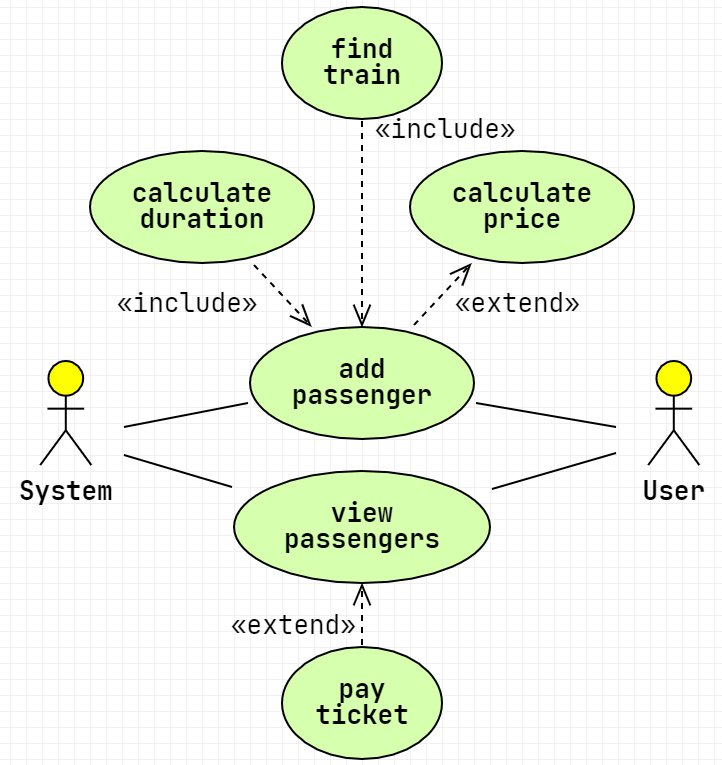 find
train
«include»
calculate
duration
calculate
price
«include»
«extend»
add
passenger
System
User
view
passengers
«extend»
pay
ticket